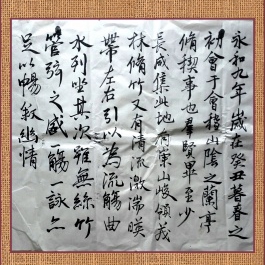 永和九年歲在癸丑暮春之
初會于會稽山陰之蘭亭
脩稧事也羣賢畢至少
長咸集此地有崇山峻領茂
林脩竹又有清流激湍暎
帶左右引以為流觴曲
水列坐其次雖無絲竹
管弦之盛一觴一詠亦
足以暢敘幽情